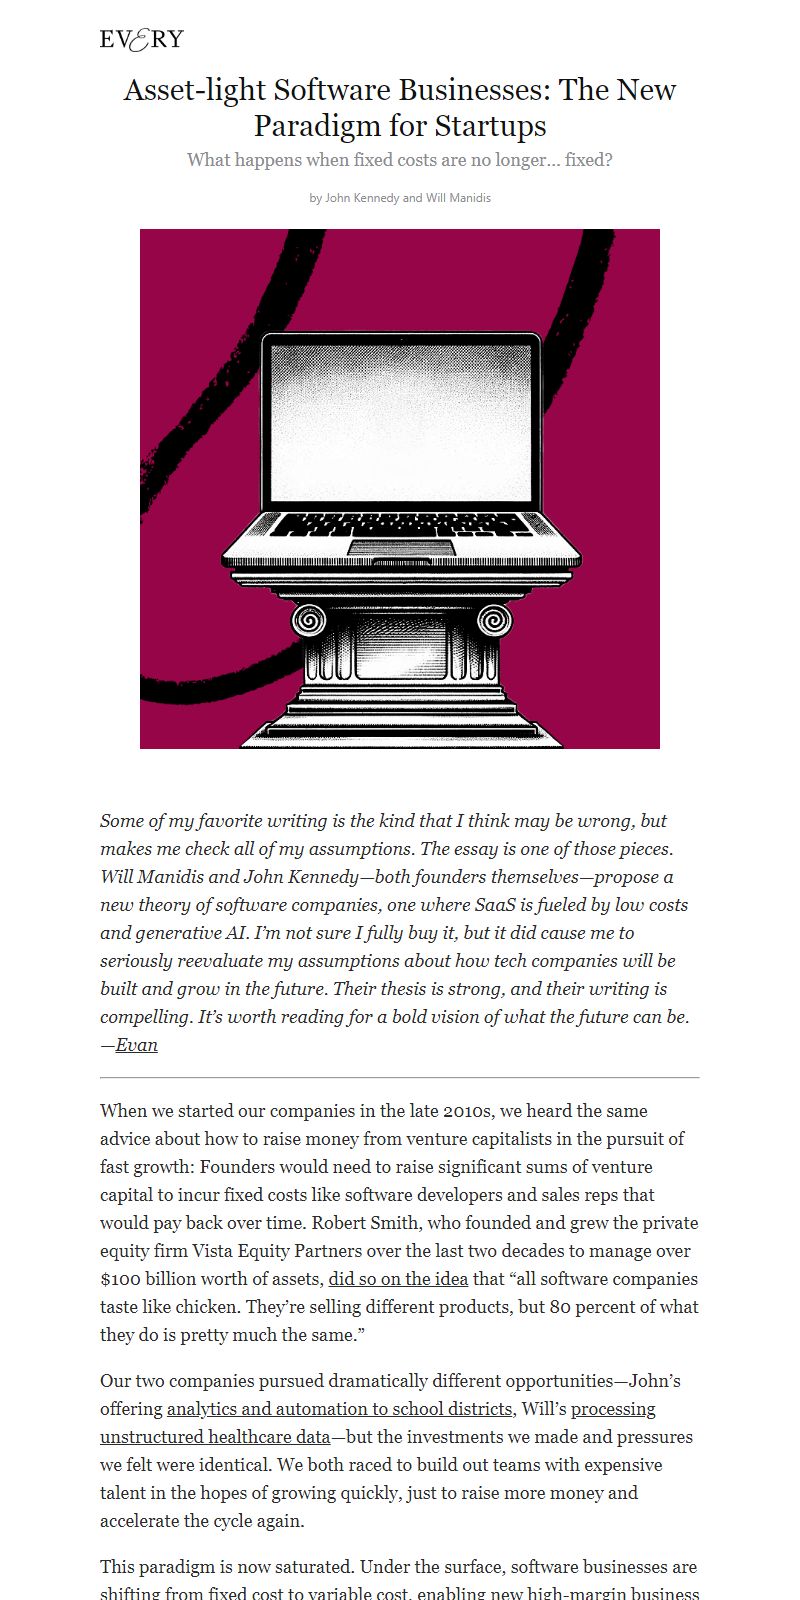 EVERY
Asset-light Software Businesses: The New
Paradigm for Startups
What happens when fixed costs are no longer... fixed?
by John Kennedy and Will Manidis
Some of my favorite writing is the kind that I think may be wrong, but
makes me check all of my assumptions. The essay is one of those pieces.
Will Manidis and John Kennedy—both founders themselves—propose a
new theory of software companies, one where SaaS is fueled by low costs
and generative AI. I’m not sure I fully buy it, but it did cause me to
seriously reevaluate my assumptions about how tech companies will be
built and grow in the future. Their thesis is strong, and their writing is
compelling. It’s worth reading for a bold vision of what the future can be.
—Evan
When we started our companies in the late 2010s, we heard the same
advice about how to raise money from venture capitalists in the pursuit of
fast growth: Founders would need to raise significant sums of venture
capital to incur fixed costs like software developers and sales reps that
would pay back over time. Robert Smith, who founded and grew the private
equity firm Vista Equity Partners over the last two decades to manage over
$100 billion worth of assets, did so on the idea that “all software companies
taste like chicken. They’re selling different products, but 80 percent of what
they do is pretty much the same.”
Our two companies pursued dramatically different opportunities—John’s
offering analytics and automation to school districts, Will’s processing
unstructured healthcare data—but the investments we made and pressures
we felt were identical. We both raced to build out teams with expensive
talent in the hopes of growing quickly, just to raise more money and
accelerate the cycle again.
This paradigm is now saturated. Under the surface, software businesses are
shifting from fixed cost to variable cost, enabling new high-margin business